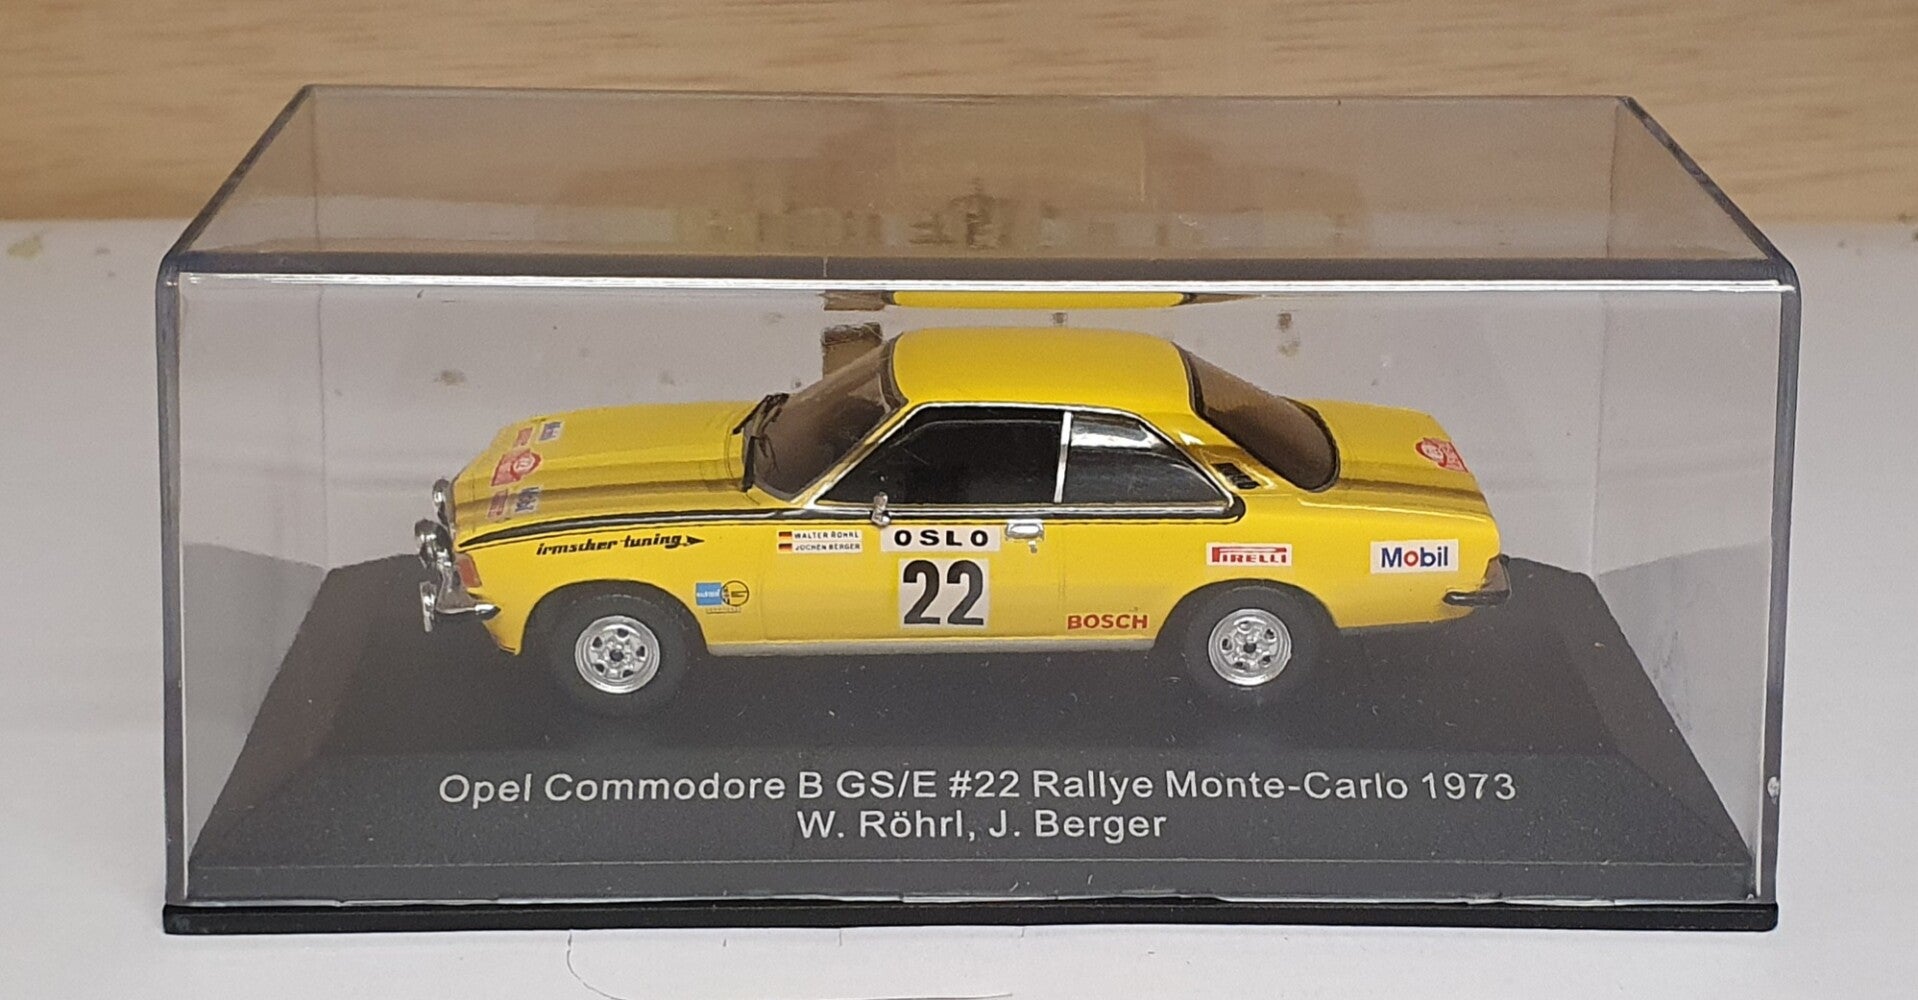 irmscher tuning
WALTER RÖHRL
JOCHEN BERGER
OSLO
22
PIRELLI
Mobil
BOSCH
Opel Commodore B GS/E #22 Rallye Monte-Carlo 1973
W. Röhrl, J. Berger